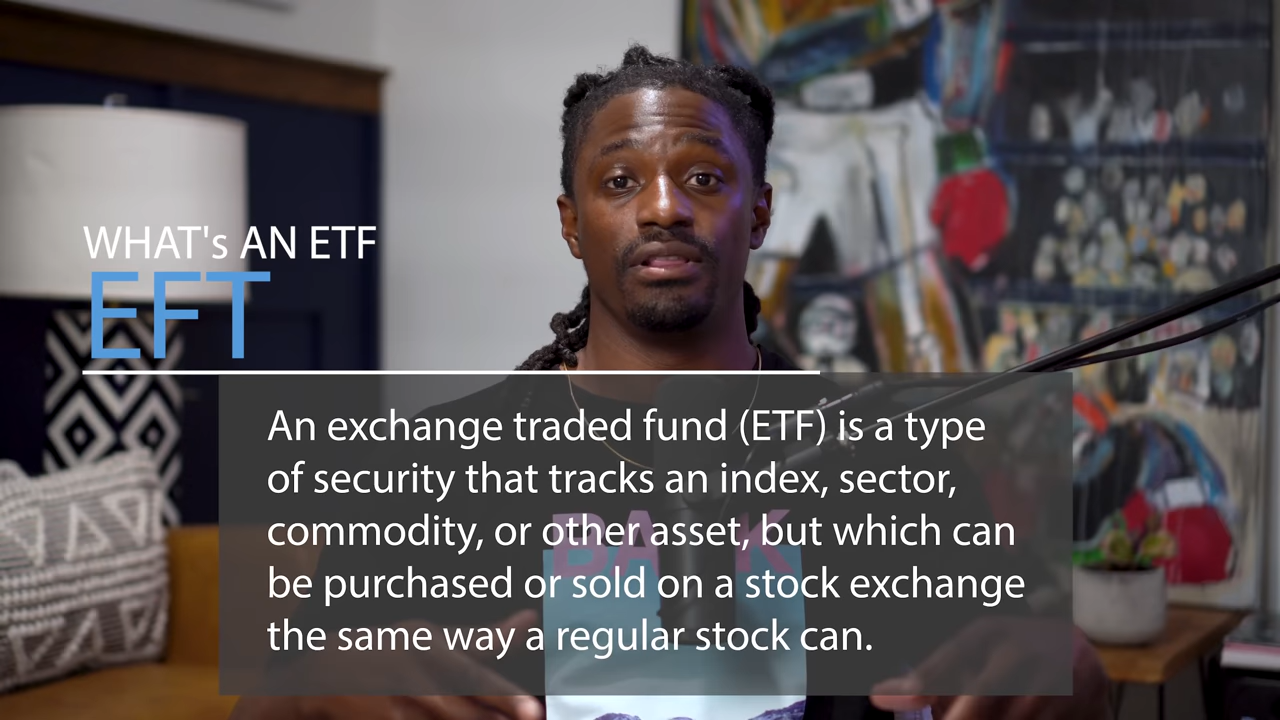 WHAT's AN ETF
EFT
An exchange traded fund (ETF) is a type
of security that tracks an index, sector,
commodity, or other asset, but which can
be purchased or sold on a stock exchange
the same way a regular stock can.